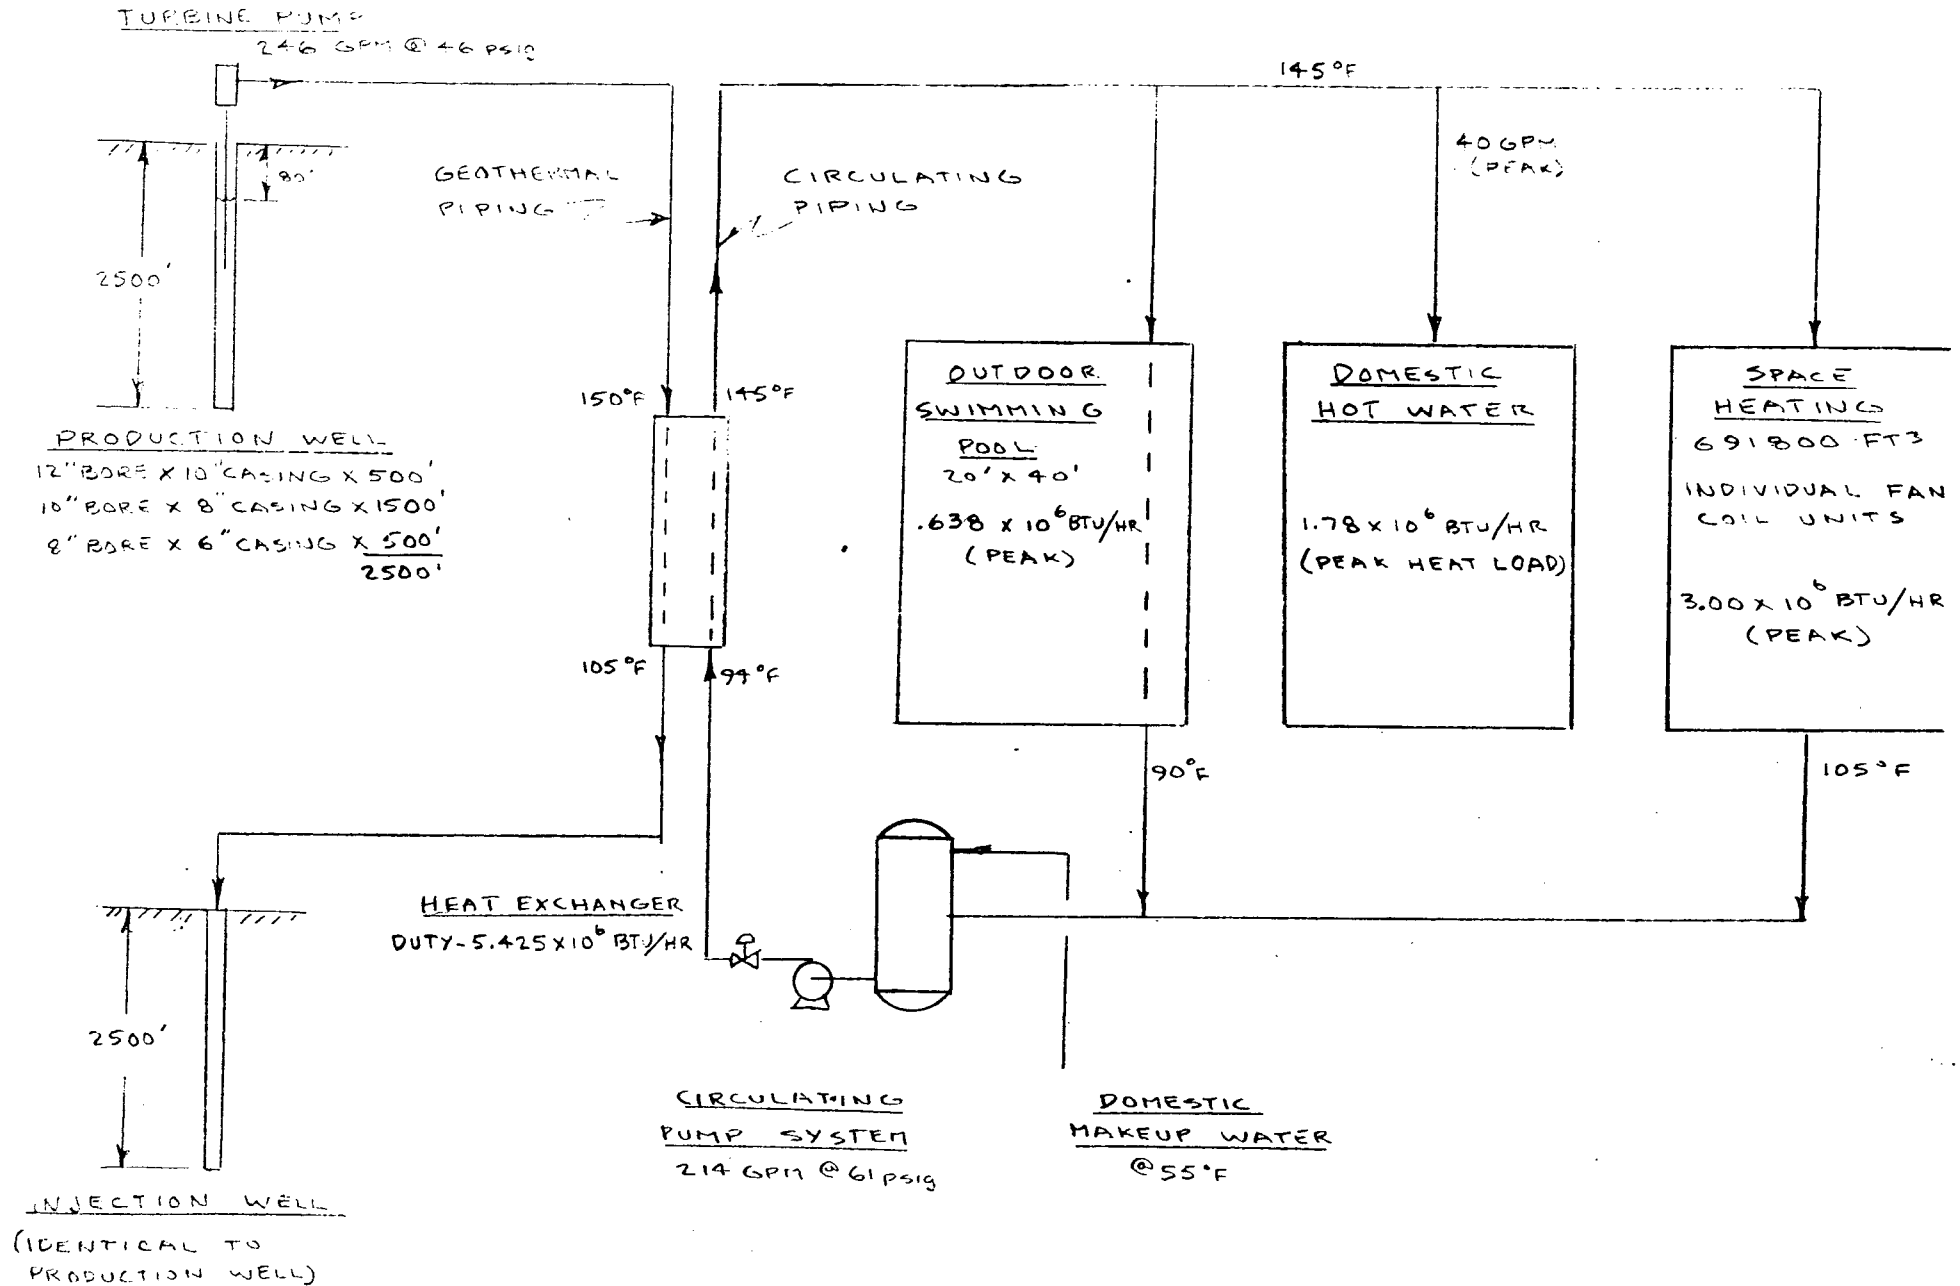 TURBINE PUMP
246 GPM @ 46 psig
145°F
40 GPM
(PEAK)
80'
GEOTHERMAL
PIPING
CIRCULATING
PIPING
2500'
150°F
145°F
PRODUCTION WELL
12" BORE X 10" CASING X 500'
10" BORE X 8" CASING X 1500'
8" BORE X 6" CASING X 500'
2500'
OUTDOOR
SWIMMING
POOL
20' X 40'
.638 X 10⁶ BTU/HR
(PEAK)
DOMESTIC
HOT WATER
1.78 X 10⁶ BTU/HR
(PEAK HEAT LOAD)
SPACE
HEATING
691800 FT3
INDIVIDUAL FAN
COIL UNITS
3.00 X 10⁶ BTU/HR
(PEAK)
105°F
94°F
90°F
105°F
HEAT EXCHANGER
DUTY-5.425X10⁶ BTU/HR
2500'
CIRCULATING
PUMP SYSTEM
214 GPM @ 61 psig
DOMESTIC
MAKEUP WATER
@ 55°F
INJECTION WELL
(IDENTICAL TO
PRODUCTION WELL)